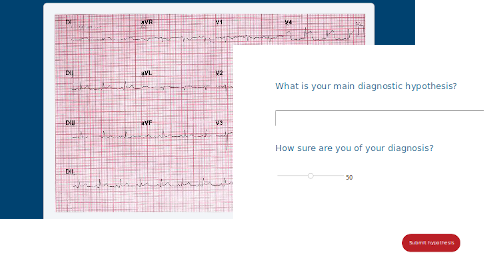 DI aVR V1 V4
What is your main diagnostic hypothesis?
DII aVL V2
How sure are you of your diagnosis?
DIII aVF V3
50
DII
Submit hypothesis